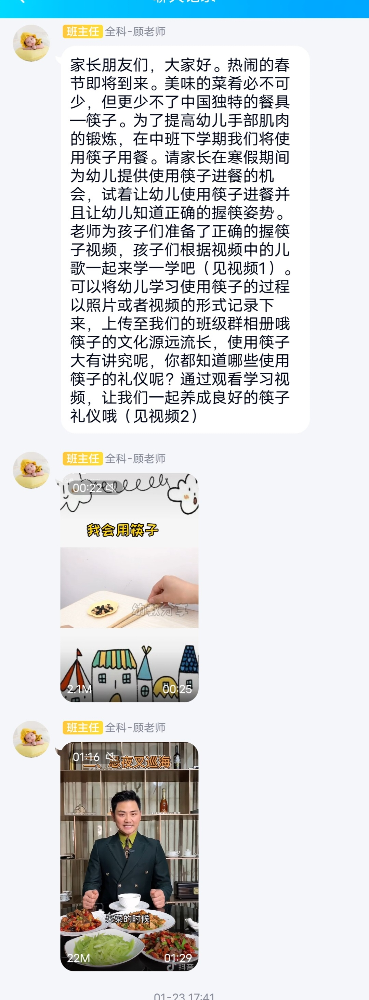 聊天记录
班主任 全科-顾老师
家长朋友们，大家好。热闹的春
节即将到来。美味的菜肴必不可
少，但更少不了中国独特的餐具
—筷子。为了提高幼儿手部肌肉
的锻炼，在中班下学期我们将使
用筷子用餐。请家长在寒假期间
为幼儿提供使用筷子进餐的机
会，试着让幼儿使用筷子进餐并
且让幼儿知道正确的握筷姿势。
老师为孩子们准备了正确的握筷
子视频，孩子们根据视频中的儿
歌一起来学一学吧（见视频1）。
可以将幼儿学习使用筷子的过程
以照片或者视频的形式记录下
来，上传至我们的班级群相册哦
筷子的文化源远流长，使用筷子
大有讲究呢，你都知道哪些使用
筷子的礼仪呢？通过观看学习视
频，让我们一起养成良好的筷子
礼仪哦（见视频2）
班主任 全科-顾老师
00:22
我会用筷子
幼教分享
2.1M 00:25
班主任 全科-顾老师
01:16
二、忌夜叉巡海
夹菜的时候
22M 01:29
抖音
01-23 17:41